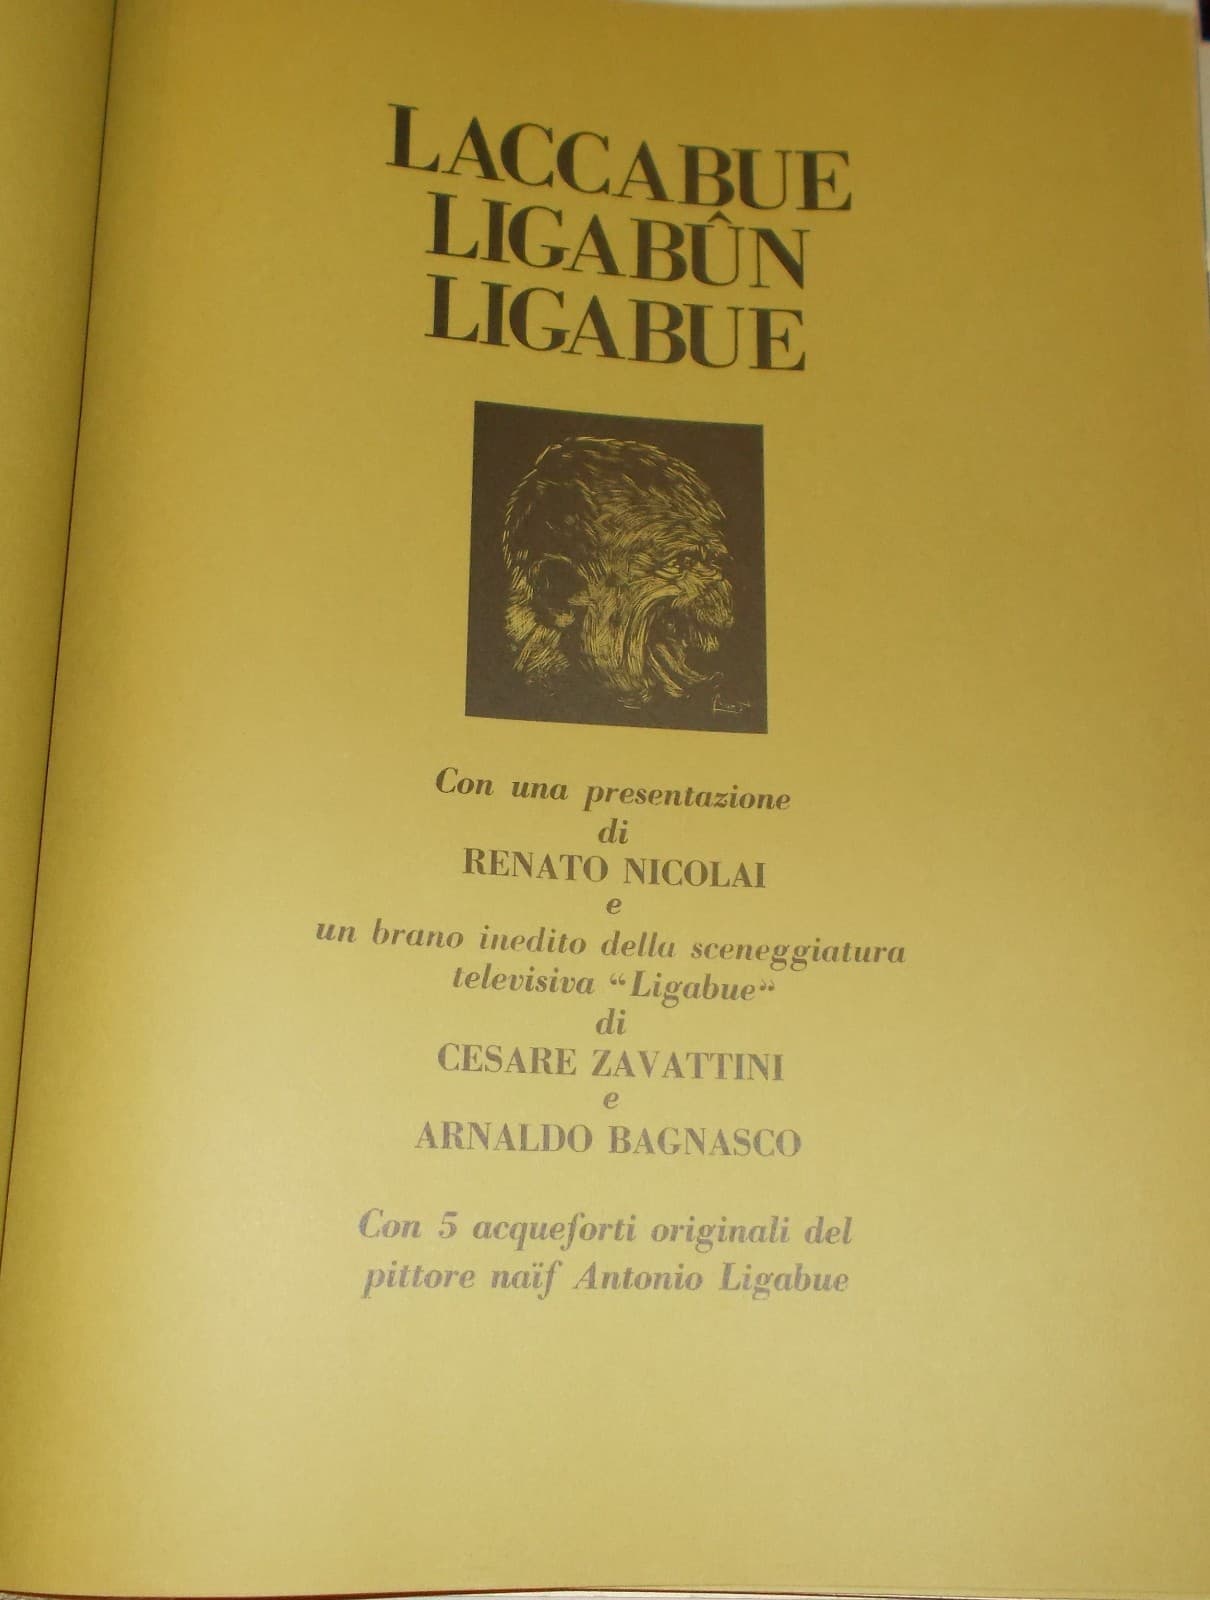 LACCABUE
LIGABÛN
LIGABUE
Con una presentazione
di
RENATO NICOLAI
e
un brano inedito della sceneggiatura
televisiva “Ligabue”
di
CESARE ZAVATTINI
e
ARNALDO BAGNASCO
Con 5 acqueforti originali del
pittore naïf Antonio Ligabue